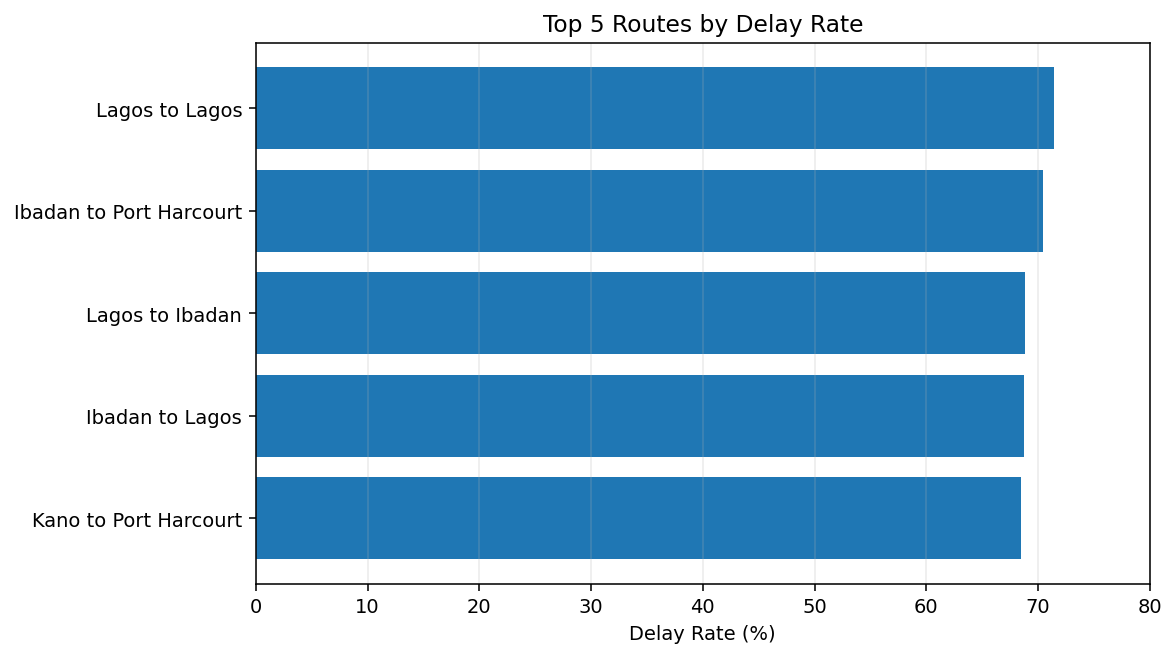 Top 5 Routes by Delay Rate
Lagos to Lagos
Ibadan to Port Harcourt
Lagos to Ibadan
Ibadan to Lagos
Kano to Port Harcourt
0 10 20 30 40 50 60 70 80
Delay Rate (%)